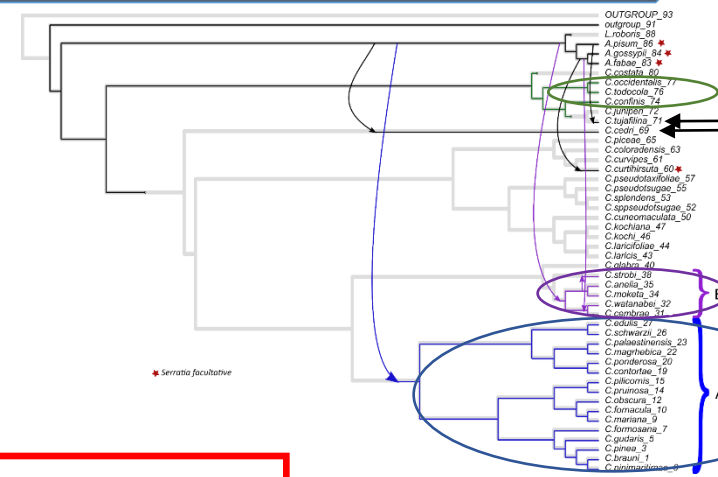 OUTGROUP_93
outgroup_91
L.roboris_88
A.pisum_86
A.gossypii_84
A.fabae_83
C.costata_80
C.occidentalis_77
C.todocola_76
C.confinis_74
C.juniperi_72
C.tujafilina_71
C.cedri_69
C.piceae_65
C.coloradensis_63
C.curvipes_61
C.curtihirsuta_60
C.pseudotaxifoliae_57
C.pseudotsugae_55
C.splendens_53
C.sppseudotsugae_52
C.cuneomaculata_50
C.kochiana_47
C.kochi_46
C.laricifoliae_44
C.laricis_43
C.glabra_40
C.strobi_38
C.anelia_35
C.moketa_34
C.watanabei_32
C.cembrae_31
C.edulis_27
C.schwarzii_26
C.palaestinensis_23
C.maghrebica_22
C.ponderosa_20
C.contortae_19
C.pilicornis_15
C.pruinosa_14
C.obscura_12
C.fornacula_10
C.mariana_9
C.formosana_7
C.gudaris_5
C.pinea_3
C.brauni_1
Serratia facultative